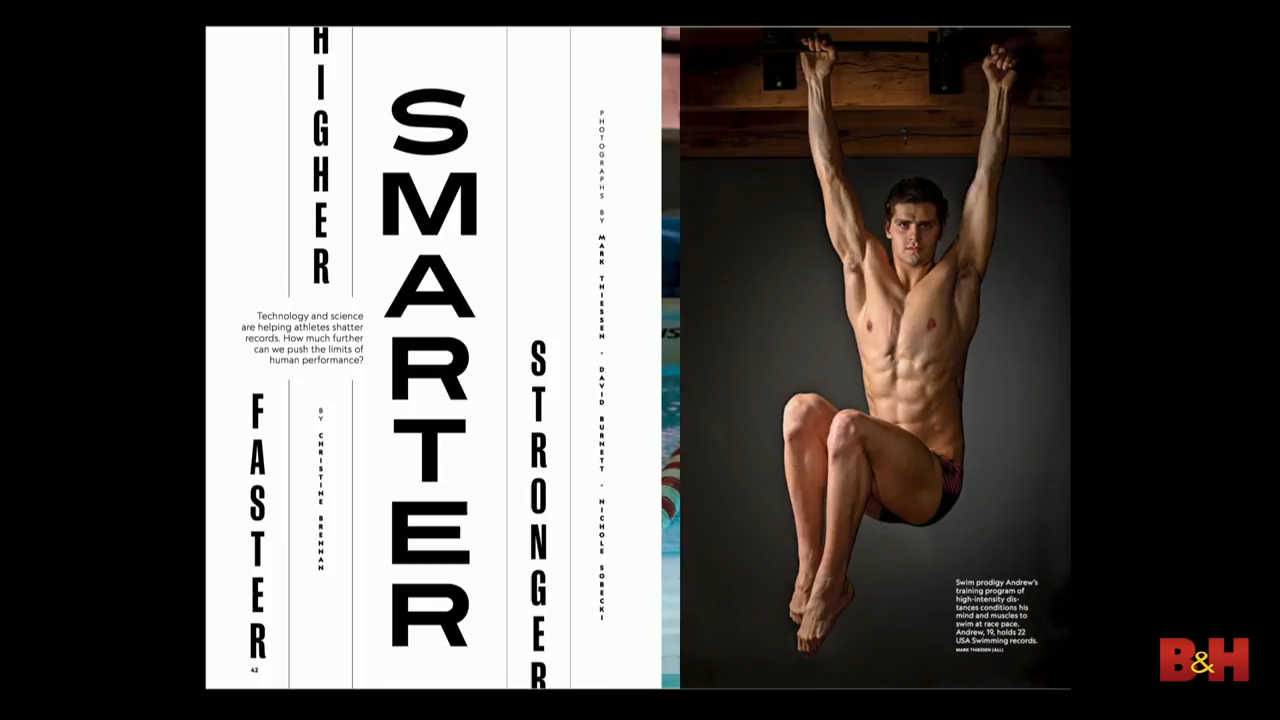 HIGHER
Technology and science
are helping athletes shatter
records. How much further
can we push the limits of
human performance?
FASTER
42
BY CHRISTINE BRENNAN
SMARTER
STRONGER
PHOTOGRAPHS BY MARK THIESSEN · DAVID BURNETT · NICHOLE SOBECKI
Swim prodigy Andrew's
training program of
high-intensity dis-
tances conditions his
mind and muscles to
swim at race pace.
Andrew, 19, holds 22
USA Swimming records.
MARK THIESSEN (ALL)
B&H